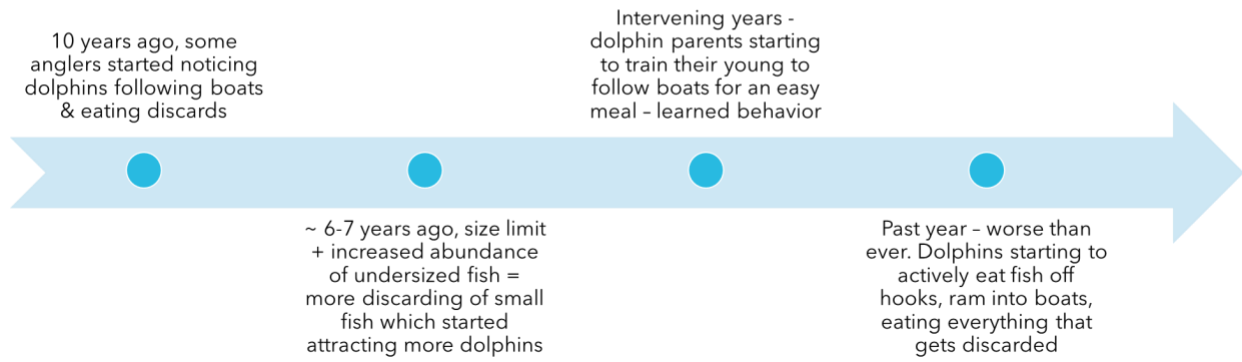 10 years ago, some
anglers started noticing
dolphins following boats
& eating discards
~ 6-7 years ago, size limit
+ increased abundance
of undersized fish =
more discarding of small
fish which started
attracting more dolphins
Intervening years -
dolphin parents starting
to train their young to
follow boats for an easy
meal – learned behavior
Past year – worse than
ever. Dolphins starting to
actively eat fish off
hooks, ram into boats,
eating everything that
gets discarded